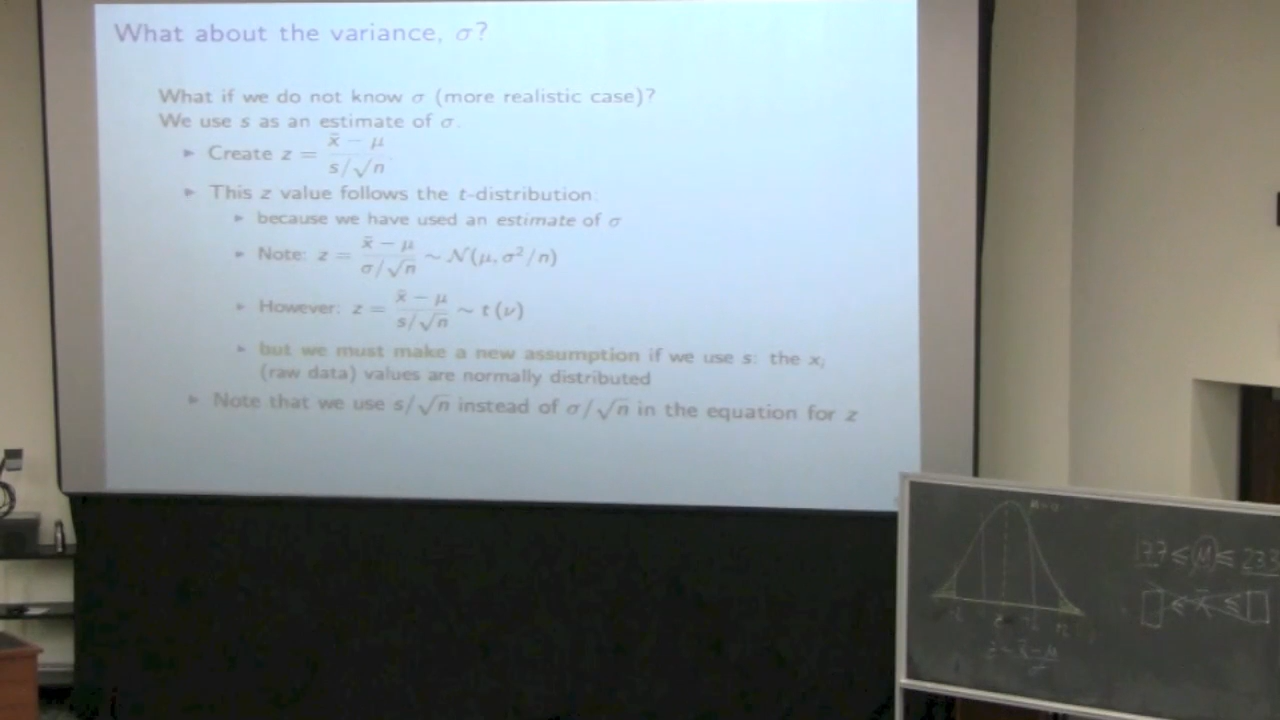 What about the variance, σ?
What if we do not know σ (more realistic case)?
We use s as an estimate of σ.
► Create z = (x̄ − μ)/(s/√n)
► This z value follows the t-distribution:
► because we have used an estimate of σ
► Note: z = (x̄ − μ)/(σ/√n) ~ N(μ, σ²/n)
► However: z = (x̄ − μ)/(s/√n) ~ t(ν)
► but we must make a new assumption if we use s: the xᵢ
(raw data) values are normally distributed
► Note that we use s/√n instead of σ/√n in the equation for z
≤ μ ≤